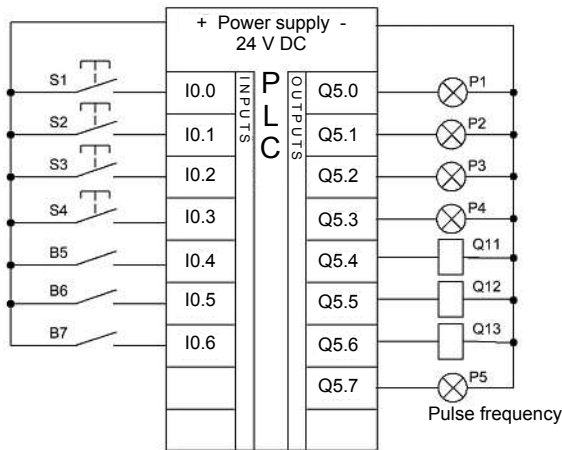 + Power supply -
24 V DC
INPUTS
PLC
OUTPUTS
S1 I0.0 Q5.0 P1
S2 I0.1 Q5.1 P2
S3 I0.2 Q5.2 P3
S4 I0.3 Q5.3 P4
B5 I0.4 Q5.4 Q11
B6 I0.5 Q5.5 Q12
B7 I0.6 Q5.6 Q13
Q5.7 P5
Pulse frequency